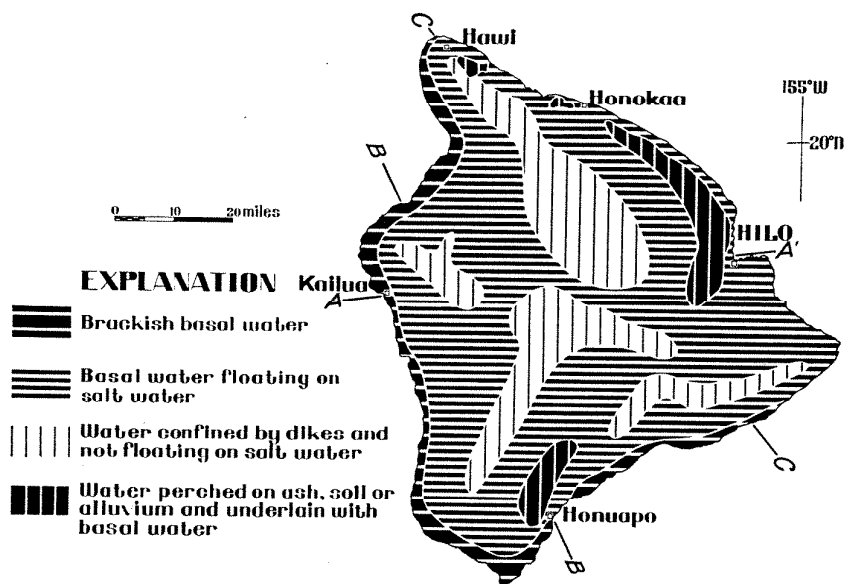 C
Hawi
Honokaa
155°W
20°N
B
0 10 20 miles
HILO
A'
EXPLANATION
Kailua
A
Brackish basal water
Basal water floating on
salt water
Water confined by dikes and
not floating on salt water
C
Water perched on ash, soil or
alluvium and underlain with
basal water
Honuapo
B